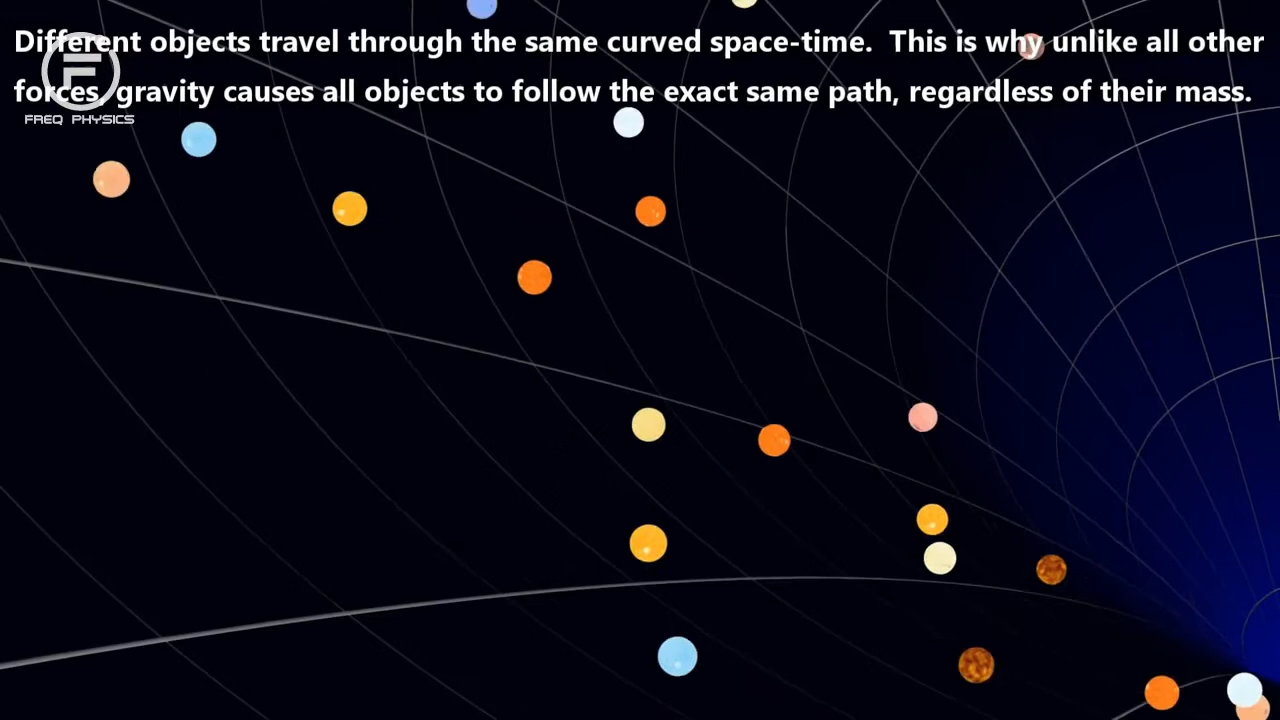 Different objects travel through the same curved space-time.  This is why unlike all other
forces, gravity causes all objects to follow the exact same path, regardless of their mass.
FREQ PHYSICS